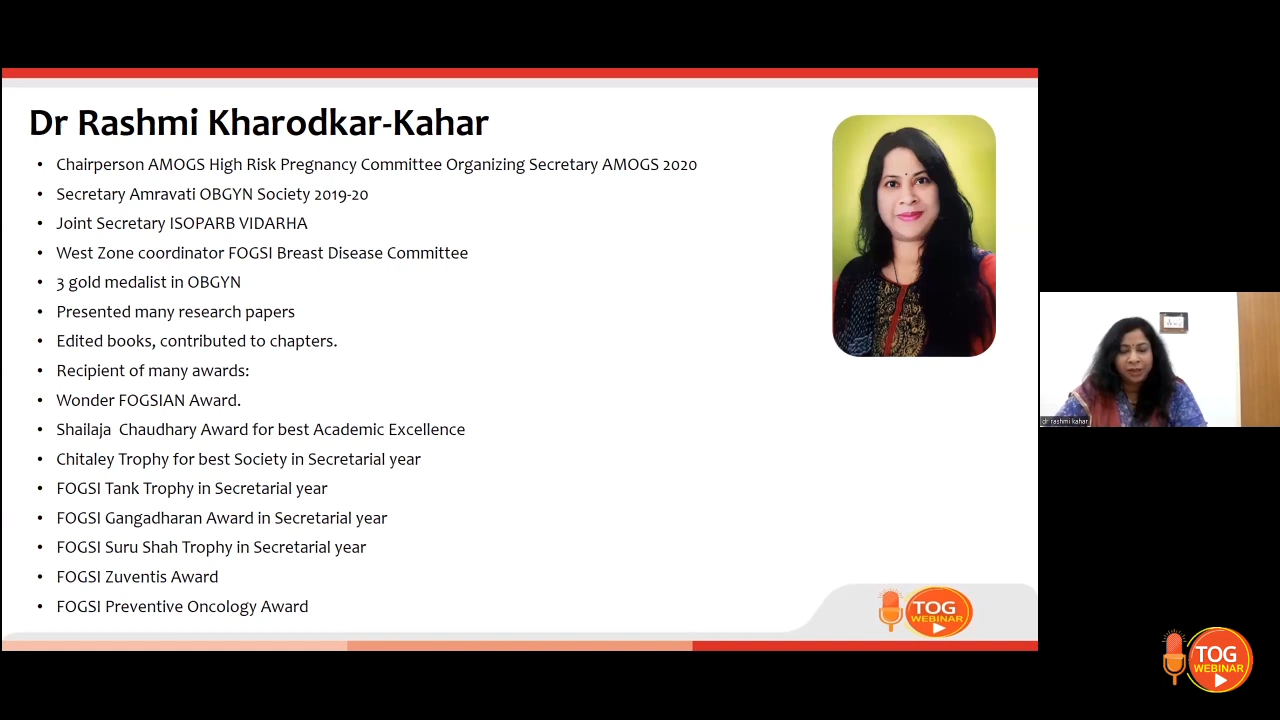 Dr Rashmi Kharodkar-Kahar
• Chairperson AMOGS High Risk Pregnancy Committee Organizing Secretary AMOGS 2020
• Secretary Amravati OBGYN Society 2019-20
• Joint Secretary ISOPARB VIDARHA
• West Zone coordinator FOGSI Breast Disease Committee
• 3 gold medalist in OBGYN
• Presented many research papers
• Edited books, contributed to chapters.
• Recipient of many awards:
• Wonder FOGSIAN Award.
• Shailaja Chaudhary Award for best Academic Excellence
• Chitaley Trophy for best Society in Secretarial year
• FOGSI Tank Trophy in Secretarial year
• FOGSI Gangadharan Award in Secretarial year
• FOGSI Suru Shah Trophy in Secretarial year
• FOGSI Zuventis Award
• FOGSI Preventive Oncology Award
TOG
WEBINAR
dr rashmi kahar
TOG
WEBINAR